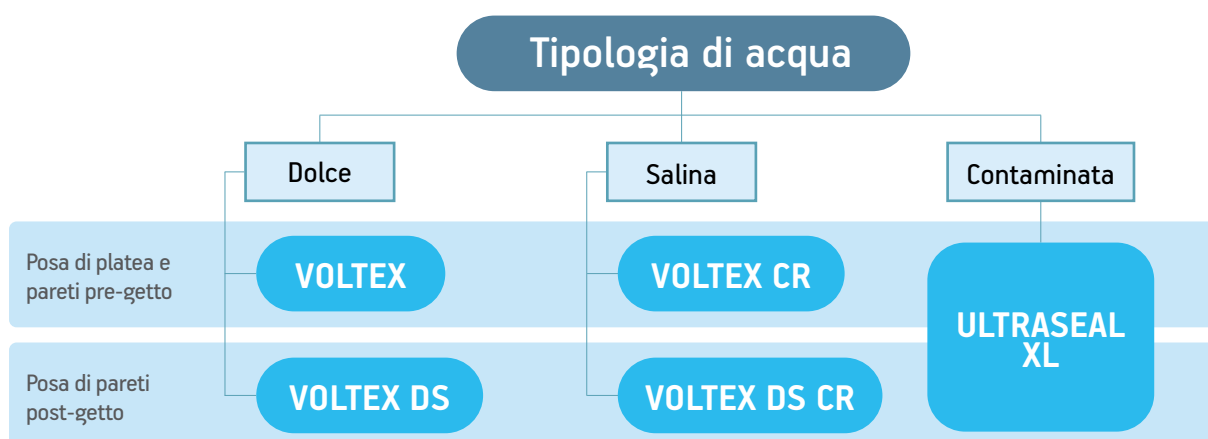 Tipologia di acqua
Dolce
Salina
Contaminata
Posa di platea e
pareti pre-getto
VOLTEX
VOLTEX CR
ULTRASEAL
XL
Posa di pareti
post-getto
VOLTEX DS
VOLTEX DS CR